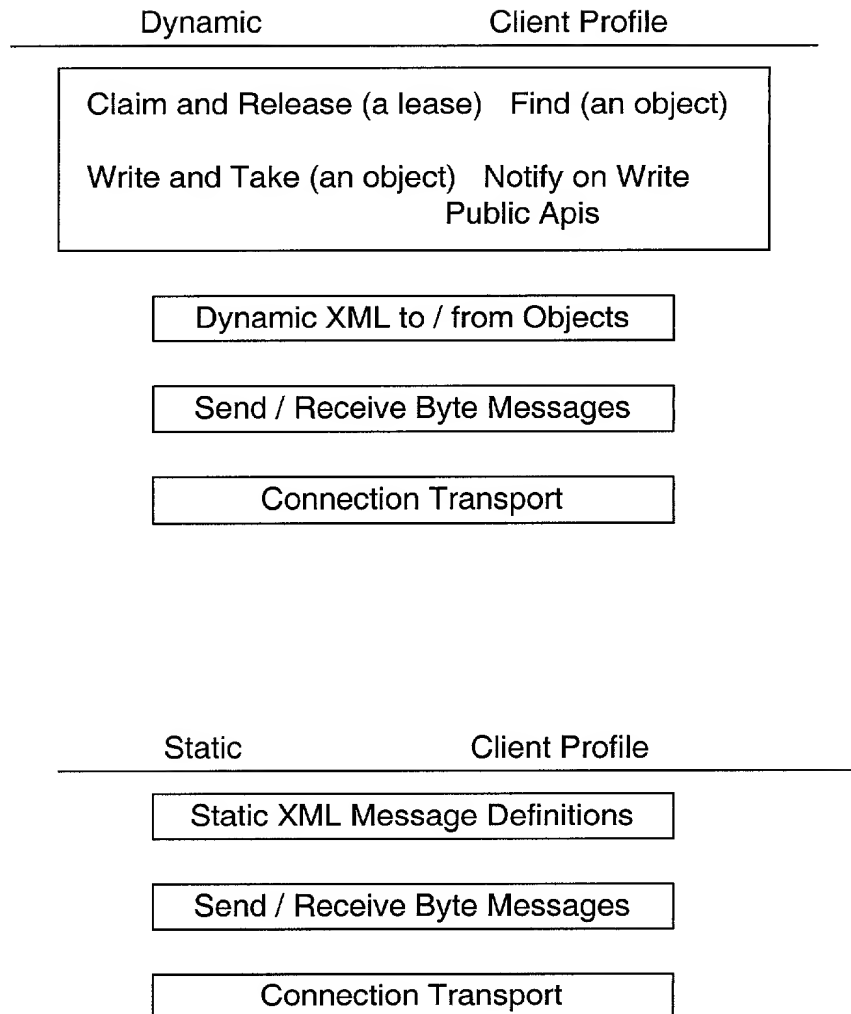 Dynamic Client Profile
Claim and Release (a lease) Find (an object)
Write and Take (an object) Notify on Write
Public Apis
Dynamic XML to / from Objects
Send / Receive Byte Messages
Connection Transport
Static Client Profile
Static XML Message Definitions
Send / Receive Byte Messages
Connection Transport